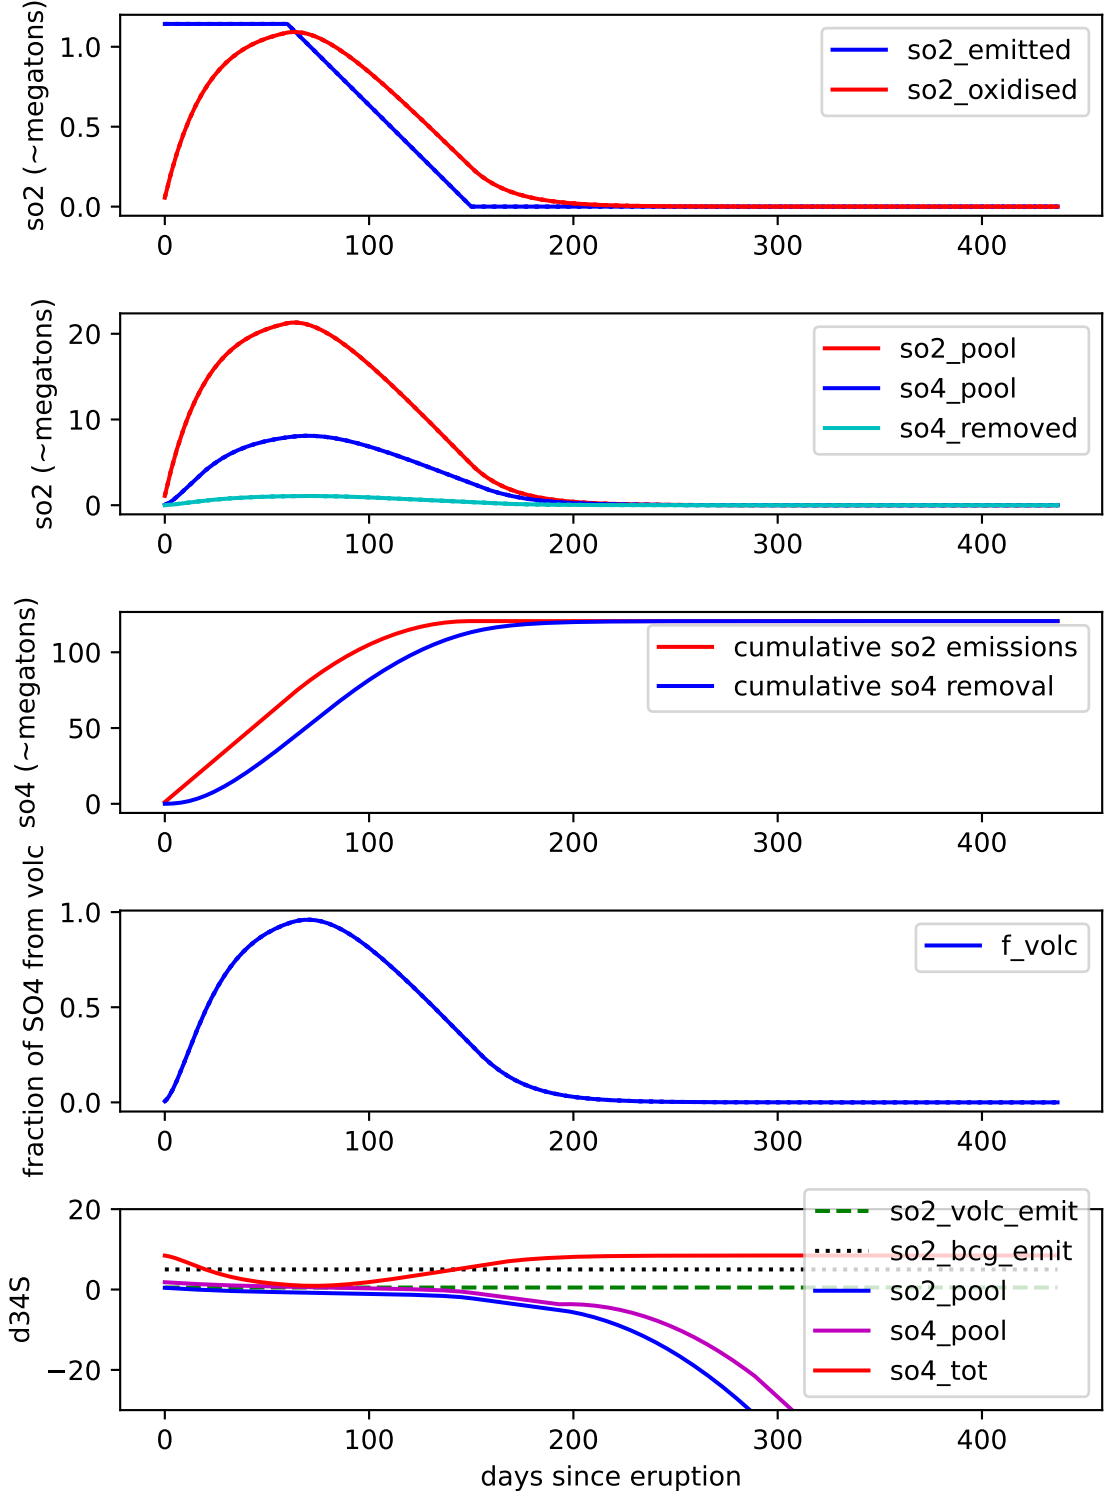 so2 (~megatons)
1.0
0.5
0.0
so2_emitted
so2_oxidised
0 100 200 300 400
so2 (~megatons)
20
10
0
so2_pool
so4_pool
so4_removed
0 100 200 300 400
so4 (~megatons)
100
50
0
cumulative so2 emissions
cumulative so4 removal
0 100 200 300 400
fraction of SO4 from volc
1.0
0.5
0.0
f_volc
0 100 200 300 400
d34S
20
0
−20
so2_volc_emit
so2_bcg_emit
so2_pool
so4_pool
so4_tot
0 100 200 300 400
days since eruption